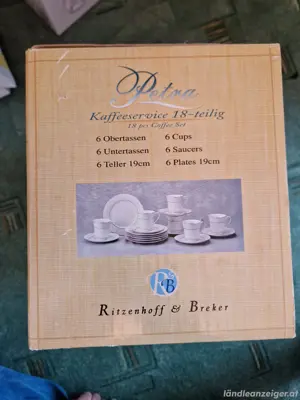 Petra
Kaffeeservice 18-teilig
18 pcs Coffee Set
6 Obertassen 6 Cups
6 Untertassen 6 Saucers
6 Teller 19cm 6 Plates 19cm
R&B
Ritzenhoff & Breker
ländleanzeiger.at